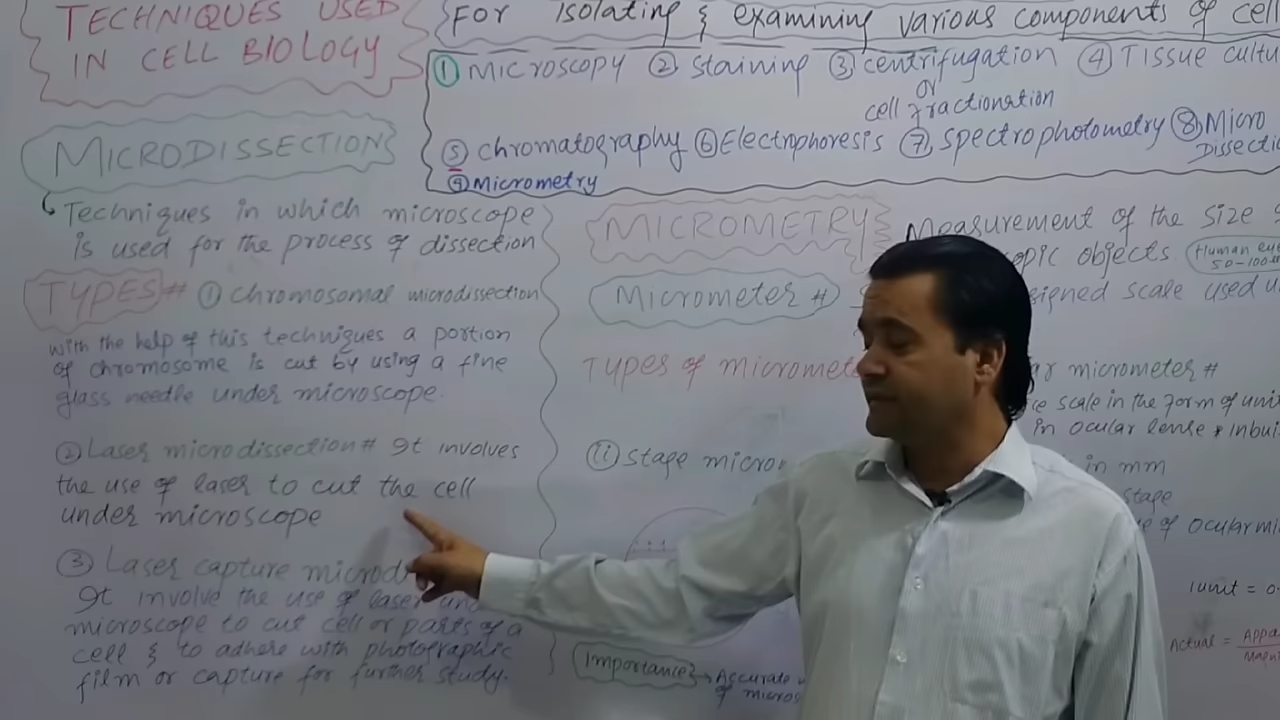 TECHNIQUES USED
IN CELL BIOLOGY
For Isolating & examining various components of cell
① Microscopy ② Staining ③ centrifugation ④ Tissue cultu
or
cell fractionation
⑤ chromatography ⑥ Electrophoresis ⑦ spectrophotometry ⑧ Micro
Dissecti
⑨ Micrometry
MICRODISSECTION
Techniques in which microscope
is used for the process of dissection
TYPES # ① chromosomal microdissection
with the help of this techniques a portion
of chromosome is cut by using a fine
glass needle under microscope.
② Laser microdissection # It involves
the use of laser to cut the cell
under microscope
③ Laser capture microd
It involve the use of laser und
microscope to cut cell or parts of a
cell & to adhere with photographic
film or capture for further study.
MICROMETRY Measurement of the size
opic objects Human eye
50-100
Micrometer # signed scale used u
Types of micromete ar micrometer #
ce scale in the form of unit
in ocular lense * inbui
(ii) Stage micro in mm
stage
e of ocular mi
1unit = 0
Actual = Appa
Magni
Importance → Accurate
of micros